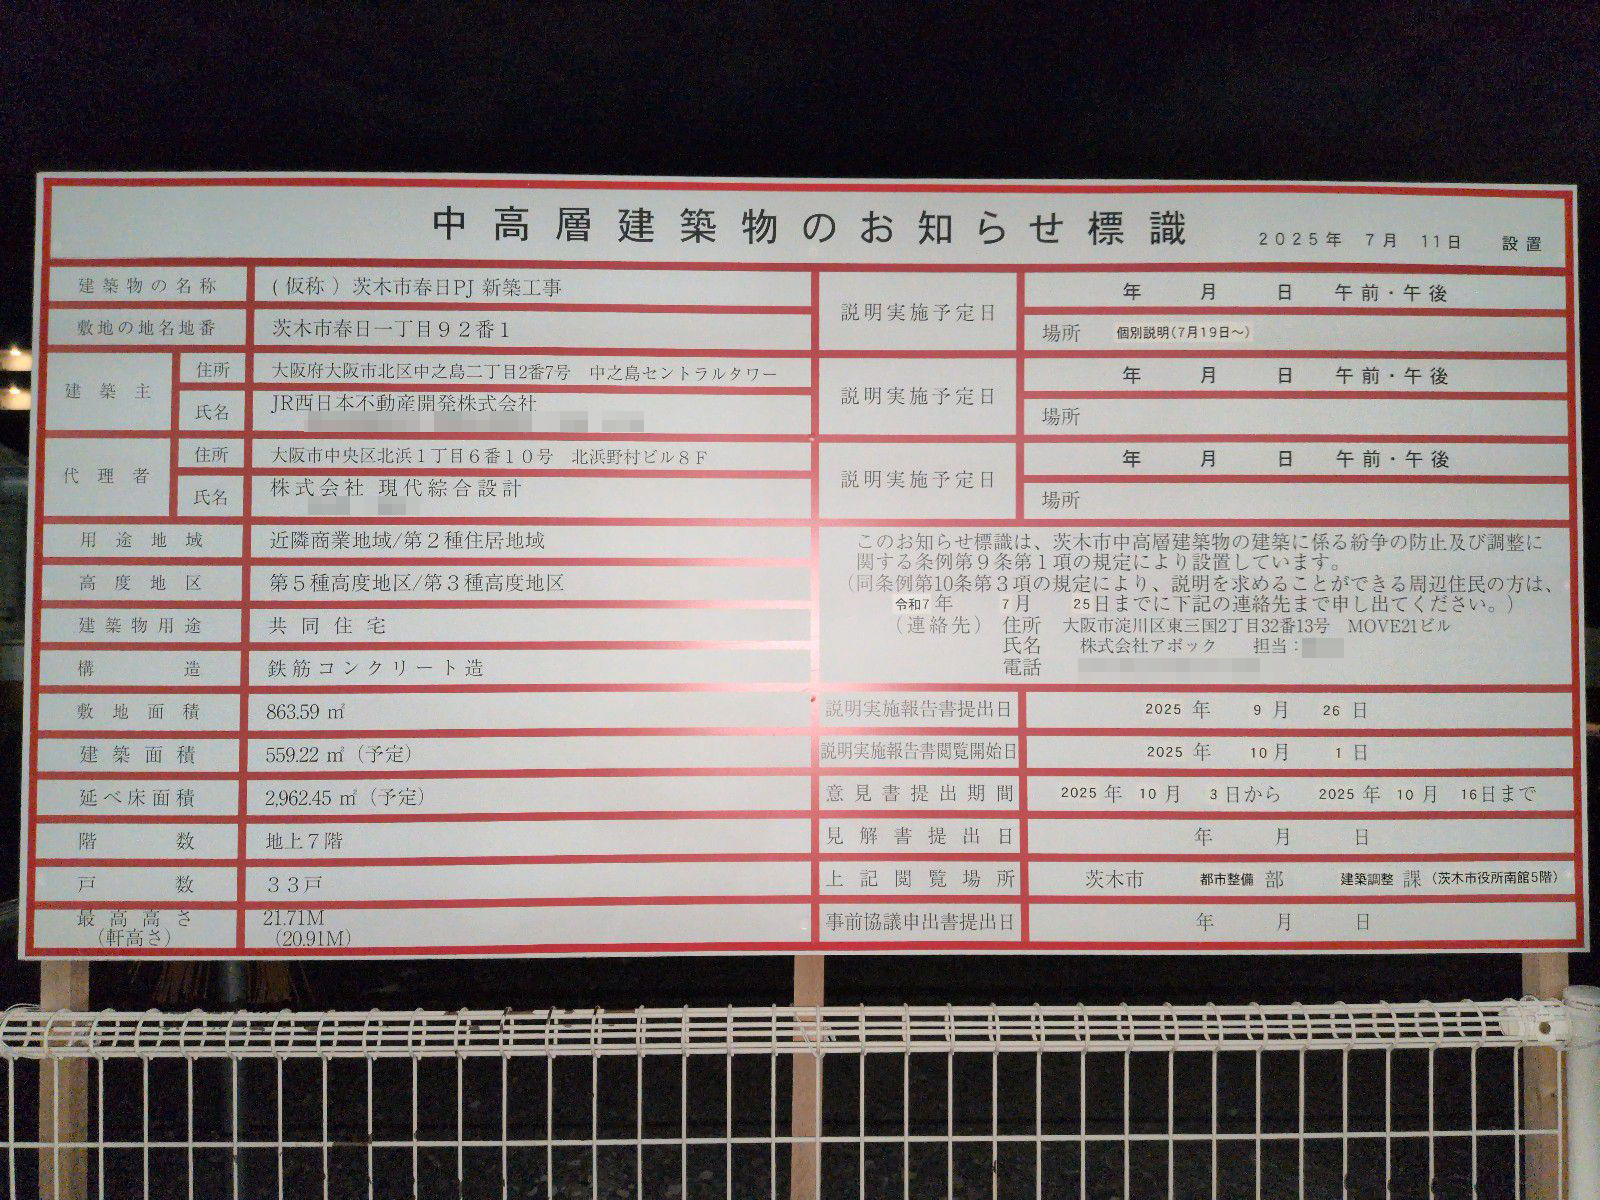 中高層建築物のお知らせ標識
2025年 7月 11日 設置
建築物の名称 (仮称)茨木市春日PJ 新築工事
敷地の地名地番 茨木市春日一丁目92番1
建築主 住所 大阪府大阪市北区中之島二丁目2番7号 中之島セントラルタワー
氏名 JR西日本不動産開発株式会社
代理者 住所 大阪市中央区北浜1丁目6番10号 北浜野村ビル8F
氏名 株式会社 現代綜合設計
用途地域 近隣商業地域/第2種住居地域
高度地区 第5種高度地区/第3種高度地区
建築物用途 共同住宅
構造 鉄筋コンクリート造
敷地面積 863.59 ㎡
建築面積 559.22 ㎡(予定)
延べ床面積 2,962.45 ㎡(予定)
階数 地上7階
戸数 33戸
最高高さ 21.71M
(軒高さ) (20.91M)
説明実施予定日 年 月 日 午前・午後
場所 個別説明(7月19日~)
説明実施予定日 年 月 日 午前・午後
場所
説明実施予定日 年 月 日 午前・午後
場所
このお知らせ標識は、茨木市中高層建築物の建築に係る紛争の防止及び調整に
関する条例第9条第1項の規定により設置しています。
(同条例第10条第3項の規定により、説明を求めることができる周辺住民の方は、
令和7年 7月 25日までに下記の連絡先まで申し出てください。)
(連絡先) 住所 大阪市淀川区東三国2丁目32番13号 MOVE21ビル
氏名 株式会社アボック 担当:
電話
説明実施報告書提出日 2025年 9月 26日
説明実施報告書閲覧開始日 2025年 10月 1日
意見書提出期間 2025年 10月 3日から 2025年 10月 16日まで
見解書提出日 年 月 日
上記閲覧場所 茨木市 都市整備 部 建築調整 課 (茨木市役所南館5階)
事前協議申出書提出日 年 月 日